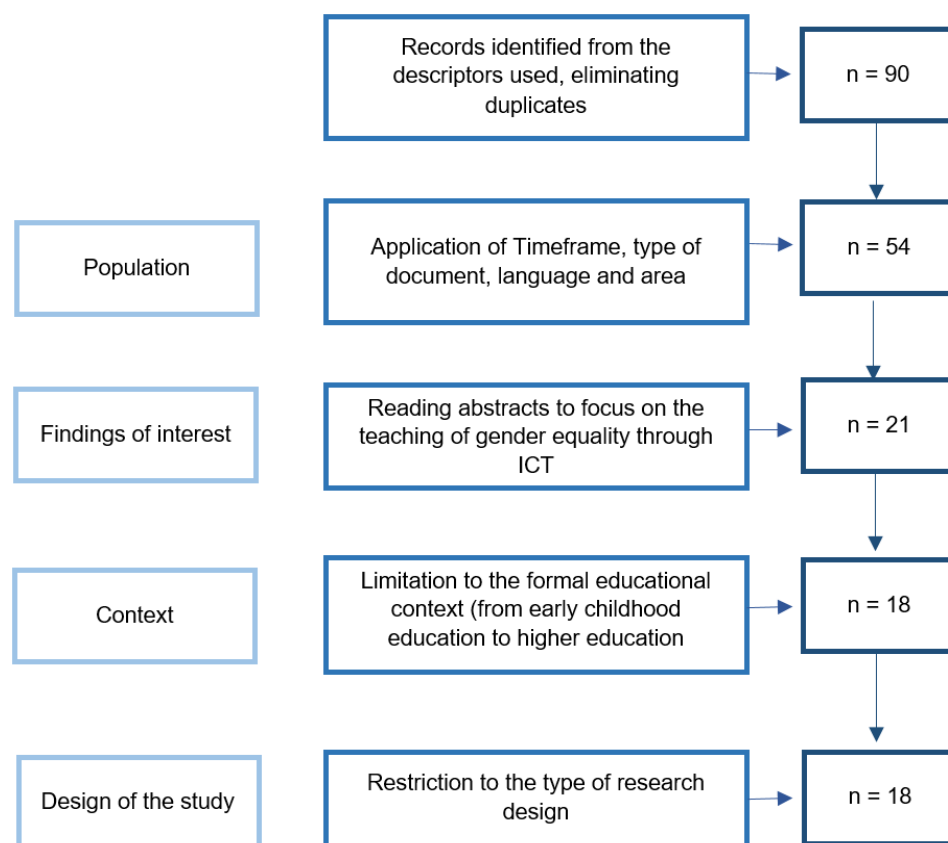 Records identified from the
descriptors used, eliminating
duplicates
n = 90
Population
Application of Timeframe, type of
document, language and area
n = 54
Findings of interest
Reading abstracts to focus on the
teaching of gender equality through
ICT
n = 21
Context
Limitation to the formal educational
context (from early childhood
education to higher education
n = 18
Design of the study
Restriction to the type of research
design
n = 18